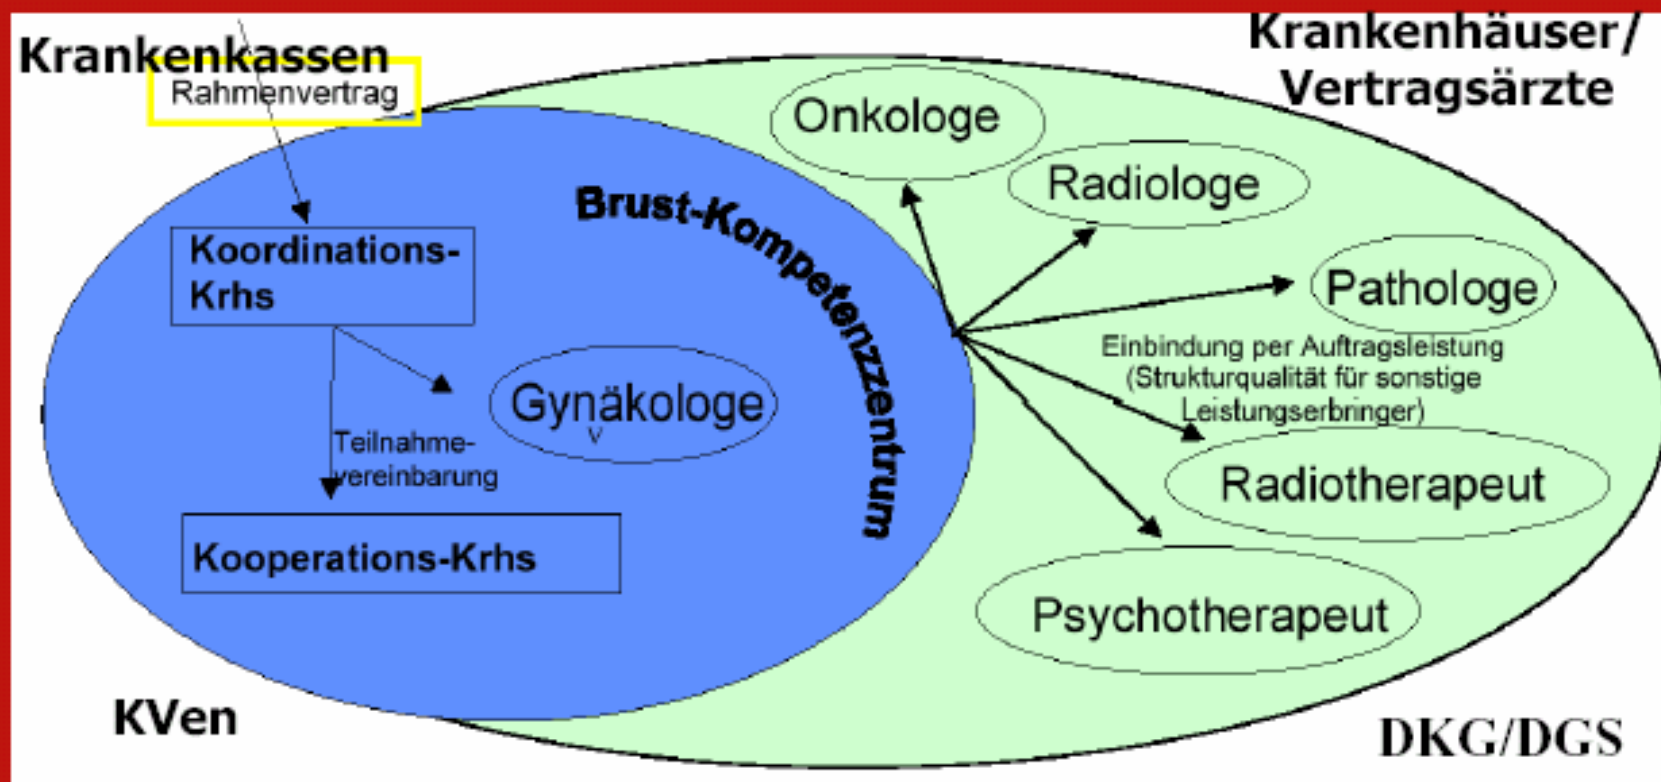 Krankenkassen
Rahmenvertrag
Krankenhäuser/
Vertragsärzte
Onkologe
Radiologe
Pathologe
Brust-Kompetenzzentrum
Koordinations-
Krhs
Gynäkologe
v
Teilnahme-
vereinbarung
Kooperations-Krhs
Einbindung per Auftragsleistung
(Strukturqualität für sonstige
Leistungserbringer)
Radiotherapeut
Psychotherapeut
KVen
DKG/DGS